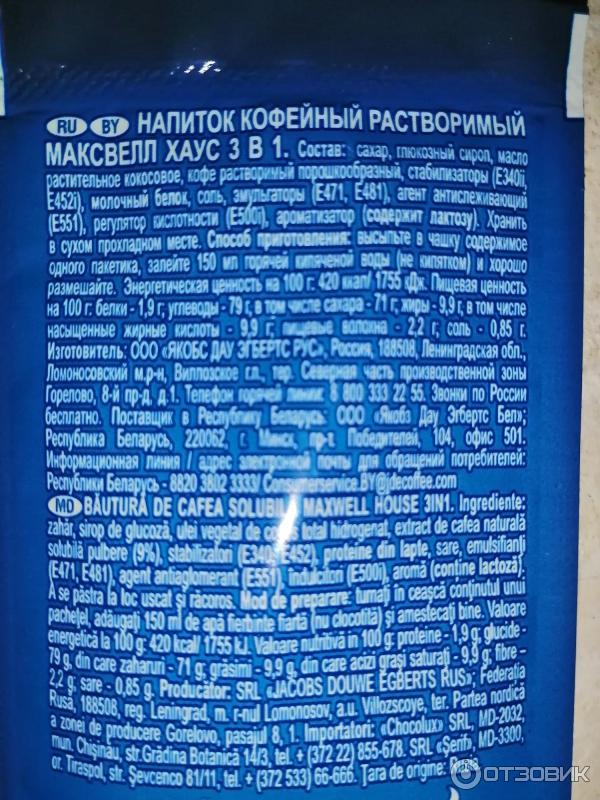 RU BY НАПИТОК КОФЕЙНЫЙ РАСТВОРИМЫЙ
МАКСВЕЛЛ ХАУС 3 В 1. Состав: сахар, глюкозный сироп, масло
растительное кокосовое, кофе растворимый порошкообразный, стабилизаторы (E340ii,
E452i), молочный белок, соль, эмульгаторы (E471, E481), агент антислеживающий
(E551), регулятор кислотности (E500i), ароматизатор (содержит лактозу). Хранить
в сухом прохладном месте. Способ приготовления: высыпьте в чашку содержимое
одного пакетика, залейте 150 мл горячей кипяченой воды (не кипятком) и хорошо
размешайте. Энергетическая ценность на 100 г: 420 ккал/ 1755 кДж. Пищевая ценность
на 100 г: белки - 1,9 г, углеводы - 79 г, в том числе сахара - 71 г; жиры - 9,9 г, в том числе
насыщенные жирные кислоты - 9,9 г; пищевые волокна - 2,2 г; соль - 0,85 г.
Изготовитель: ООО «ЯКОБС ДАУ ЭГБЕРТС РУС», Россия, 188508, Ленинградская обл.,
Ломоносовский м.р-н, Виллозское г.п., тер. Северная часть производственной зоны
Горелово, 8-й пр-д, д.1. Телефон горячей линии: 8 800 333 22 55. Звонки по России
бесплатно. Поставщик в Республику Беларусь: ООО «Якобз Дау Эгбертс Бел»;
Республика Беларусь, 220062, г. Минск, пр-т. Победителей, 104, офис 501.
Информационная линия / адрес электронной почты для обращений потребителей:
Республики Беларусь - 8820 3802 3333/ Consumerservice.BY@jdecoffee.com
MD BĂUTURĂ DE CAFEA SOLUBILĂ MAXWELL HOUSE 3IN1. Ingrediente:
zahăr, sirop de glucoză, ulei vegetal de cocos total hidrogenat, extract de cafea naturală
solubilă pulbere (9%), stabilizatori (E340, E452), proteine din lapte, sare, emulsifianți
(E471, E481), agent antiaglomerant (E551), (E500), aromă (conține lactoză).
A se păstra la loc uscat și răcoros. Mod de preparare: turnați în ceașcă conținutul unui
pachețel, adăugați 150 ml de apă fierbinte fiartă (nu clocotită) și amestecați bine. Valoare
energetică la 100 g: 420 kcal/ 1755 kJ. Valoare nutritivă în 100 g: proteine - 1,9 g; glucide -
79 g, din care zaharuri - 71 g; grăsimi - 9,9 g, din care acizi grași saturați - 9,9 g; fibre –
2,2 g; sare - 0,85 g. Producător: SRL «JACOBS DOUWE EGBERTS RUS»; Federația
Rusă, 188508, reg. Leningrad, m. r-nul Lomonosov, a.u. Villozscoye, ter. Partea nordică
a zonei de producere Gorelovo, pasajul 8, 1. Importatori: «Chocolux» SRL, MD-2032,
mun. Chișinău, str.Grădina Botanică 14/3, tel. + (372 22) 855-678. SRL «Șerif», MD-3300,
or. Tiraspol, str. Șevcenco 81/11, tel. + (372 533) 66-666. Țara de origine:
ОТЗОВИК